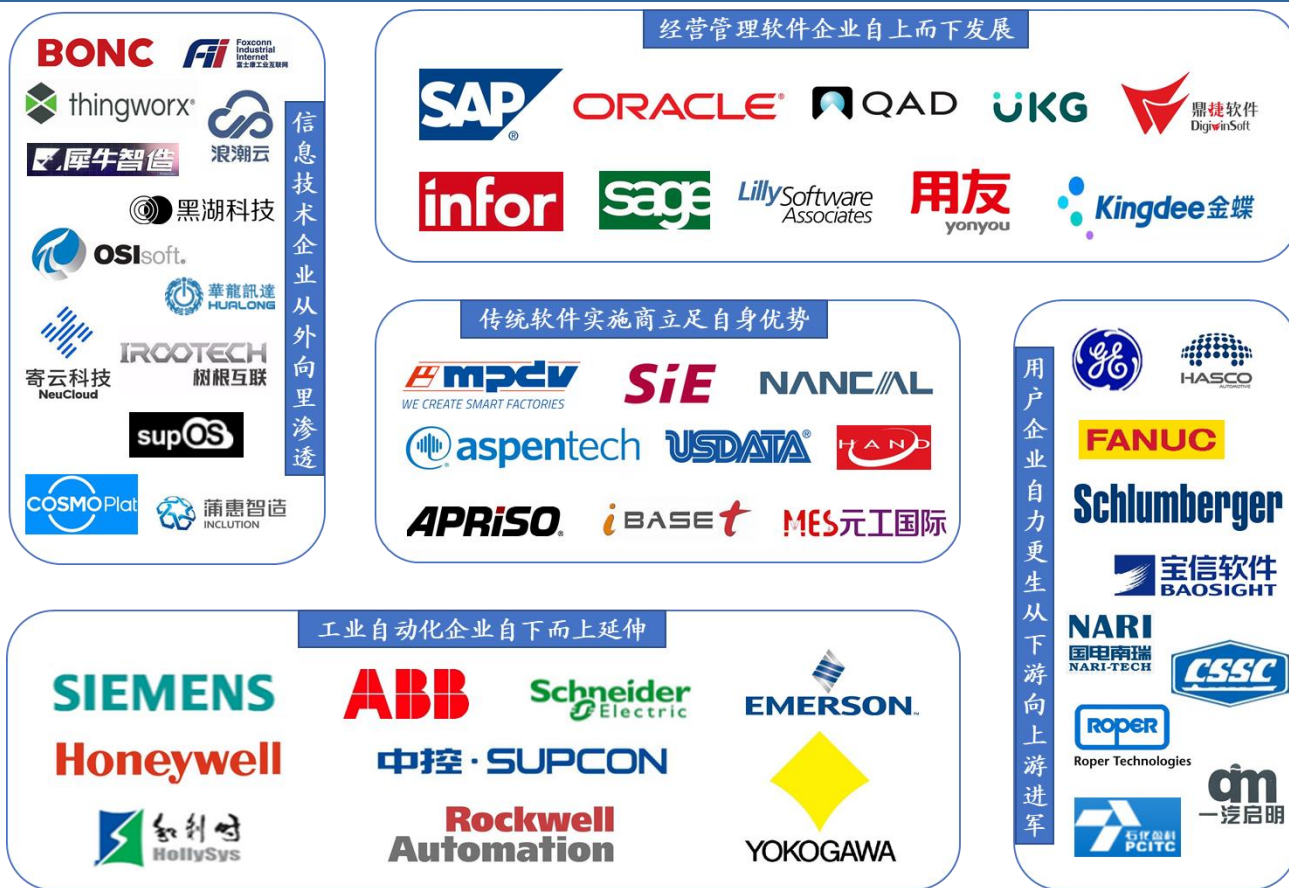 BONC
Fii Foxconn
Industrial
Internet
富士康工业互联网
thingworx®
浪潮云
犀牛智造
黑湖科技
OSIsoft.
華龍訊達
HUALONG
寄云科技
NeuCloud
IROOTECH
树根互联
supOS
COSMOPlat
蒲惠智造
INCLUTION
信息技术企业从外向里渗透
经营管理软件企业自上而下发展
SAP®
ORACLE®
QAD
UKG
鼎捷软件
DigiwinSoft
infor
sage
Lilly Software
Associates
用友
yonyou
Kingdee金蝶
传统软件实施商立足自身优势
mpdv
WE CREATE SMART FACTORIES
SiE
NANCAL
aspentech
USDATA®
HAND
APRISO®
iBASEt
MES元工国际
用户企业自力更生从下游向上游进军
GE
HASCO
AUTOMOTIVE
FANUC
Schlumberger
宝信软件
BAOSIGHT
NARI
国电南瑞
NARI-TECH
CSSC
ROPER
Roper Technologies
一汽启明
石化盈科
PCITC
工业自动化企业自下而上延伸
SIEMENS
ABB
Schneider
Electric
EMERSON™
Honeywell
中控·SUPCON
YOKOGAWA
和利时
HollySys
Rockwell
Automation